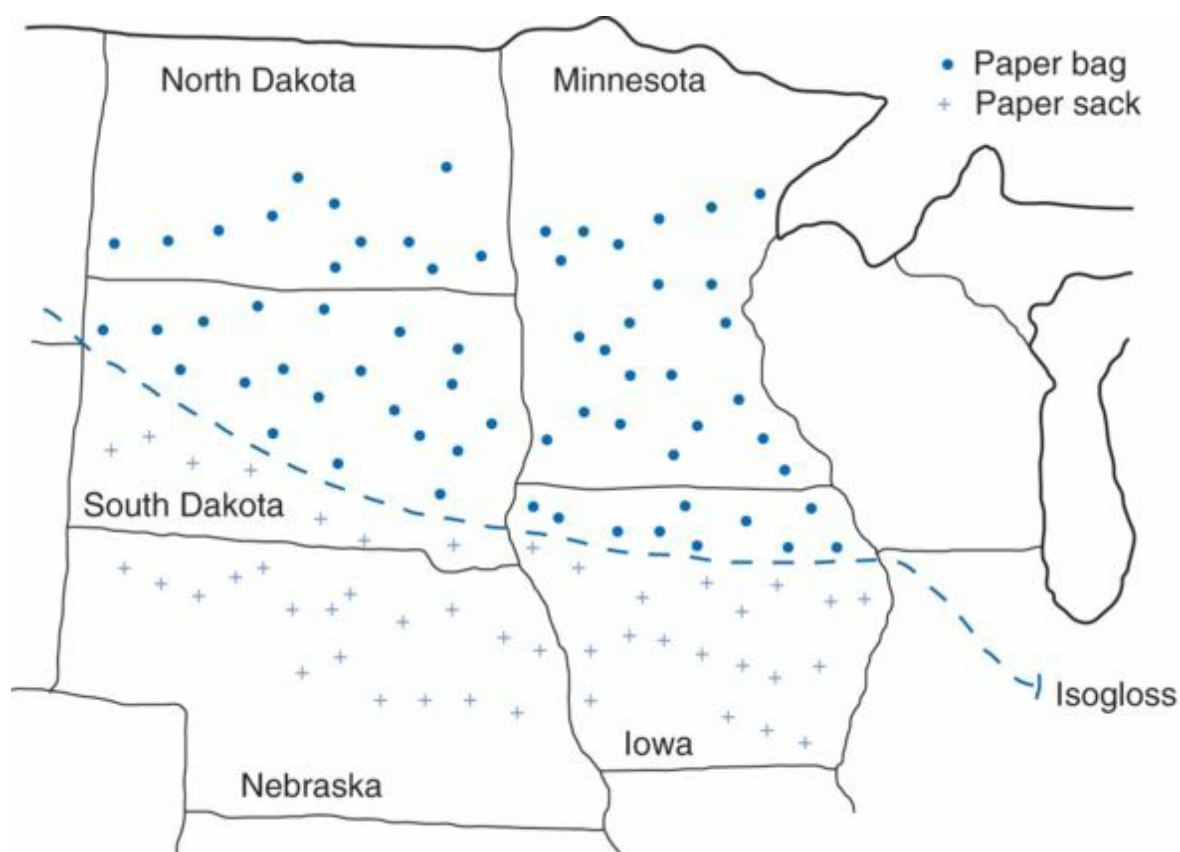 North Dakota
Minnesota
Paper bag
Paper sack
South Dakota
Isogloss
Iowa
Nebraska